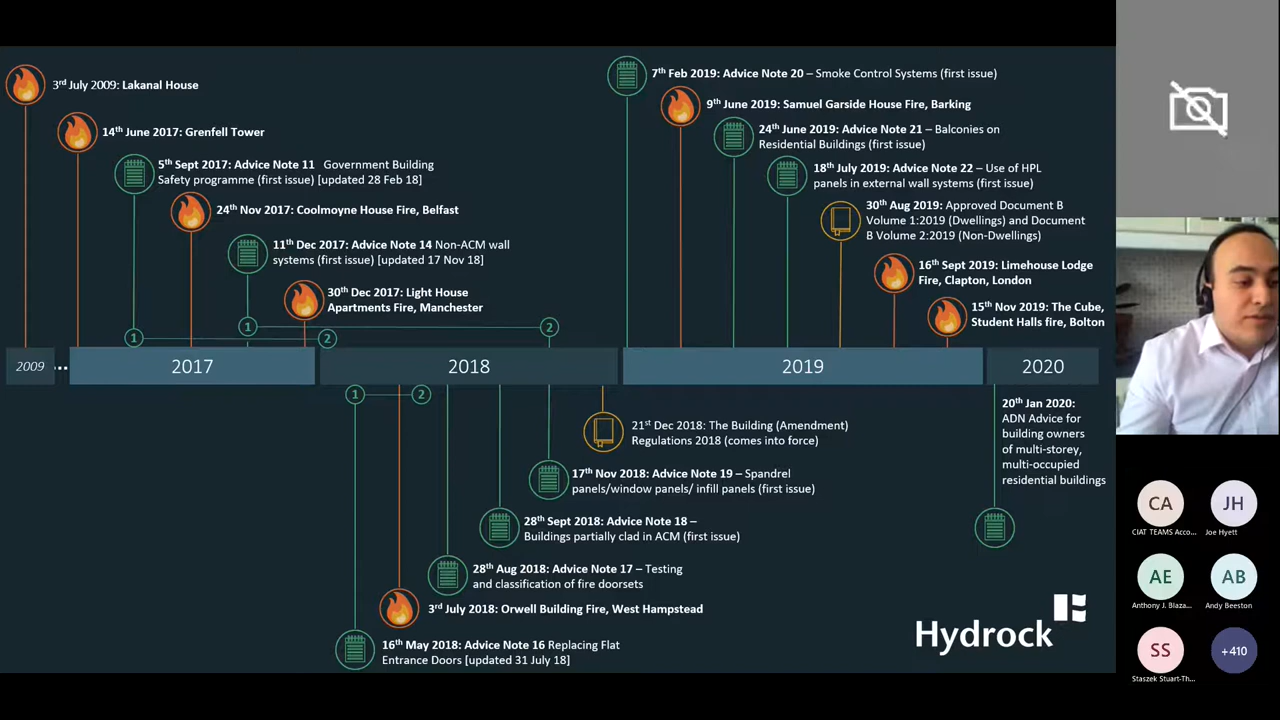 3rd July 2009: Lakanal House
14th June 2017: Grenfell Tower
5th Sept 2017: Advice Note 11 Government Building
Safety programme (first issue) [updated 28 Feb 18]
24th Nov 2017: Coolmoyne House Fire, Belfast
11th Dec 2017: Advice Note 14 Non-ACM wall
systems (first issue) [updated 17 Nov 18]
30th Dec 2017: Light House
Apartments Fire, Manchester
1
2
1
2
7th Feb 2019: Advice Note 20 – Smoke Control Systems (first issue)
9th June 2019: Samuel Garside House Fire, Barking
24th June 2019: Advice Note 21 – Balconies on
Residential Buildings (first issue)
18th July 2019: Advice Note 22 – Use of HPL
panels in external wall systems (first issue)
30th Aug 2019: Approved Document B
Volume 1:2019 (Dwellings) and Document
B Volume 2:2019 (Non-Dwellings)
16th Sept 2019: Limehouse Lodge
Fire, Clapton, London
15th Nov 2019: The Cube,
Student Halls fire, Bolton
2009 ... 2017 2018 2019 2020
1
2
21st Dec 2018: The Building (Amendment)
Regulations 2018 (comes into force)
17th Nov 2018: Advice Note 19 – Spandrel
panels/window panels/ infill panels (first issue)
28th Sept 2018: Advice Note 18 –
Buildings partially clad in ACM (first issue)
28th Aug 2018: Advice Note 17 – Testing
and classification of fire doorsets
3rd July 2018: Orwell Building Fire, West Hampstead
16th May 2018: Advice Note 16 Replacing Flat
Entrance Doors [updated 31 July 18]
20th Jan 2020:
ADN Advice for
building owners
of multi-storey,
multi-occupied
residential buildings
Hydrock
CA
JH
CIAT TEAMS Acco...
Joe Hyett
AE
AB
Anthony J. Blaza...
Andy Beeston
SS
+410
Staszek Stuart-Th...